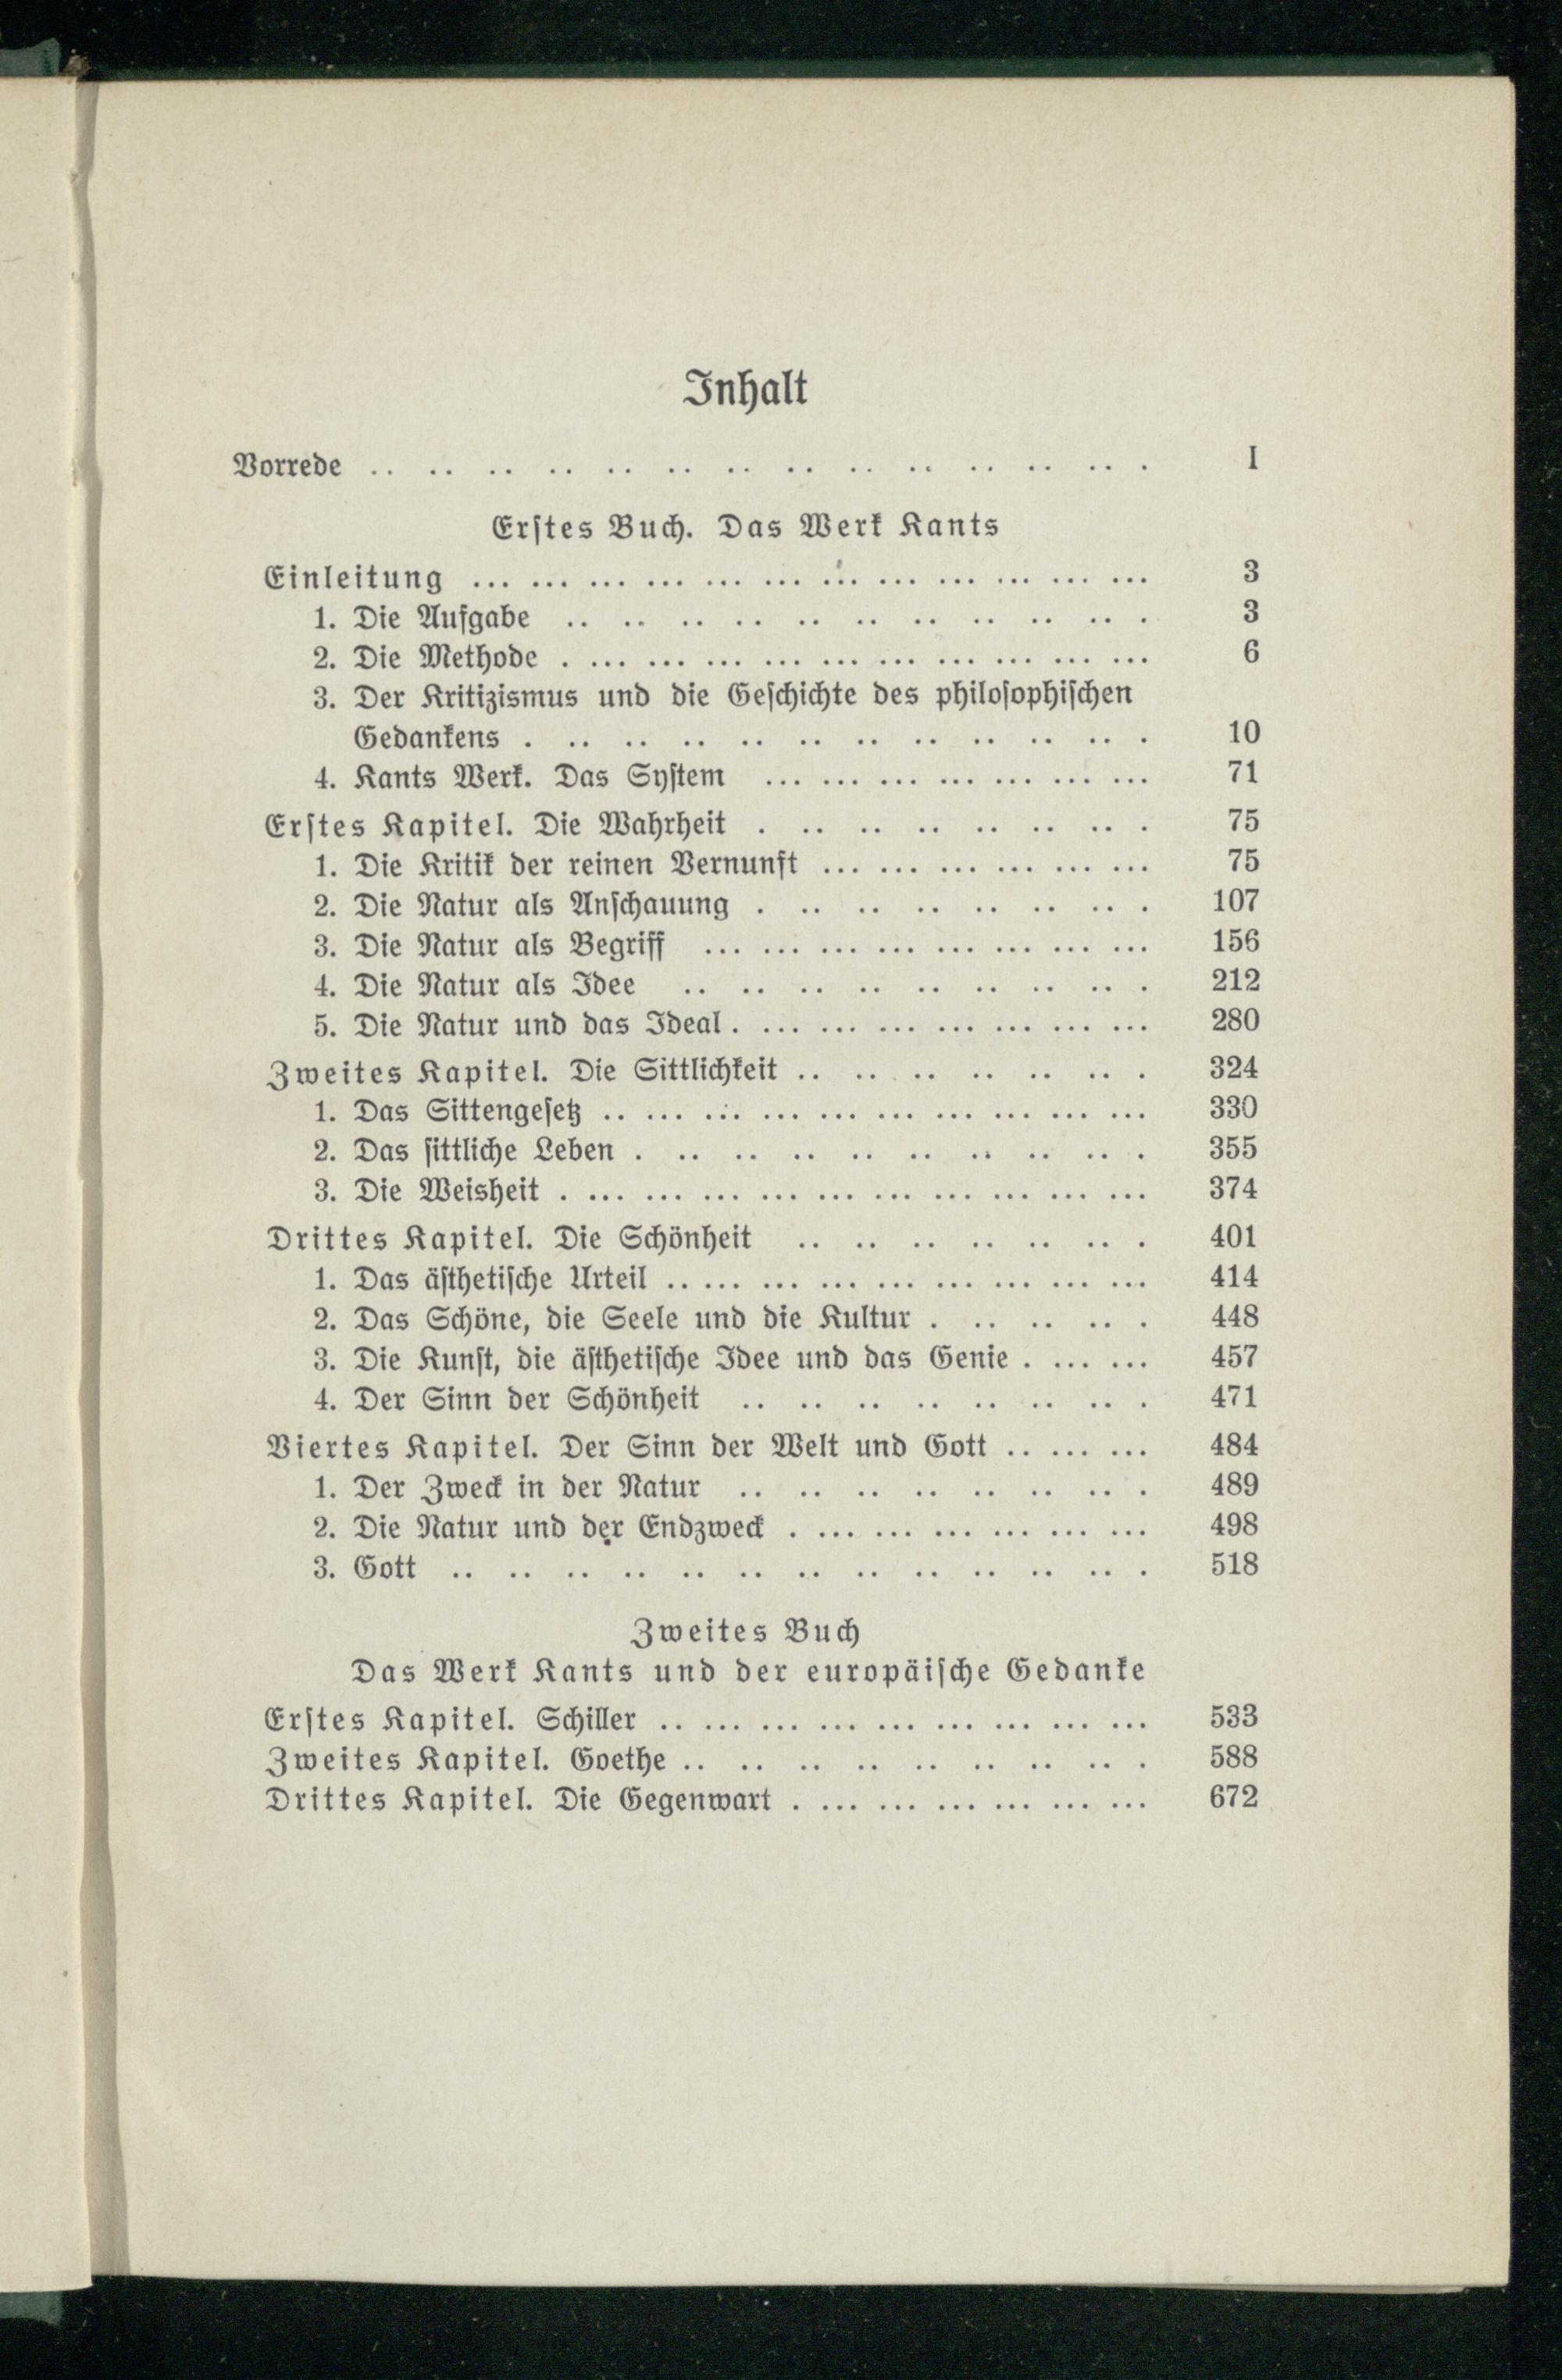 Inhalt
Vorrede .. .. .. .. .. .. .. .. .. .. .. .. .. . I
Erstes Buch. Das Werk Kants
Einleitung ... ... ... ... ... ... ... ... ... ... ... ... 3
1. Die Aufgabe .. .. .. .. .. .. .. .. .. .. . 3
2. Die Methode . ... ... ... ... ... ... ... ... ... ... 6
3. Der Kritizismus und die Geschichte des philosophischen
Gedankens . .. .. .. .. .. .. .. .. .. .. . 10
4. Kants Werk. Das System ... ... ... ... ... ... ... 71
Erstes Kapitel. Die Wahrheit . .. .. .. .. .. .. . 75
1. Die Kritik der reinen Vernunft ... ... ... ... ... ... 75
2. Die Natur als Anschauung . .. .. .. .. .. .. . 107
3. Die Natur als Begriff ... ... ... ... ... ... ... ... 156
4. Die Natur als Idee .. .. .. .. .. .. .. .. . 212
5. Die Natur und das Ideal . ... ... ... ... ... ... ... 280
Zweites Kapitel. Die Sittlichkeit .. .. .. .. .. .. . 324
1. Das Sittengesetz .. ... ... ... ... ... ... ... ... ... 330
2. Das sittliche Leben . .. .. .. .. .. .. .. .. . 355
3. Die Weisheit . ... ... ... ... ... ... ... ... ... ... 374
Drittes Kapitel. Die Schönheit .. .. .. .. .. .. . 401
1. Das ästhetische Urteil .. ... ... ... ... ... ... ... ... 414
2. Das Schöne, die Seele und die Kultur . .. .. .. . 448
3. Die Kunst, die ästhetische Idee und das Genie . ... ... 457
4. Der Sinn der Schönheit .. .. .. .. .. .. .. . 471
Viertes Kapitel. Der Sinn der Welt und Gott .. ... ... 484
1. Der Zweck in der Natur .. .. .. .. .. .. .. . 489
2. Die Natur und der Endzweck . ... ... ... ... ... ... 498
3. Gott .. .. .. .. .. .. .. .. .. .. .. .. . 518
Zweites Buch
Das Werk Kants und der europäische Gedanke
Erstes Kapitel. Schiller .. ... ... ... ... ... ... ... ... 533
Zweites Kapitel. Goethe .. .. .. .. .. .. .. .. . 588
Drittes Kapitel. Die Gegenwart . ... ... ... ... ... ... 672